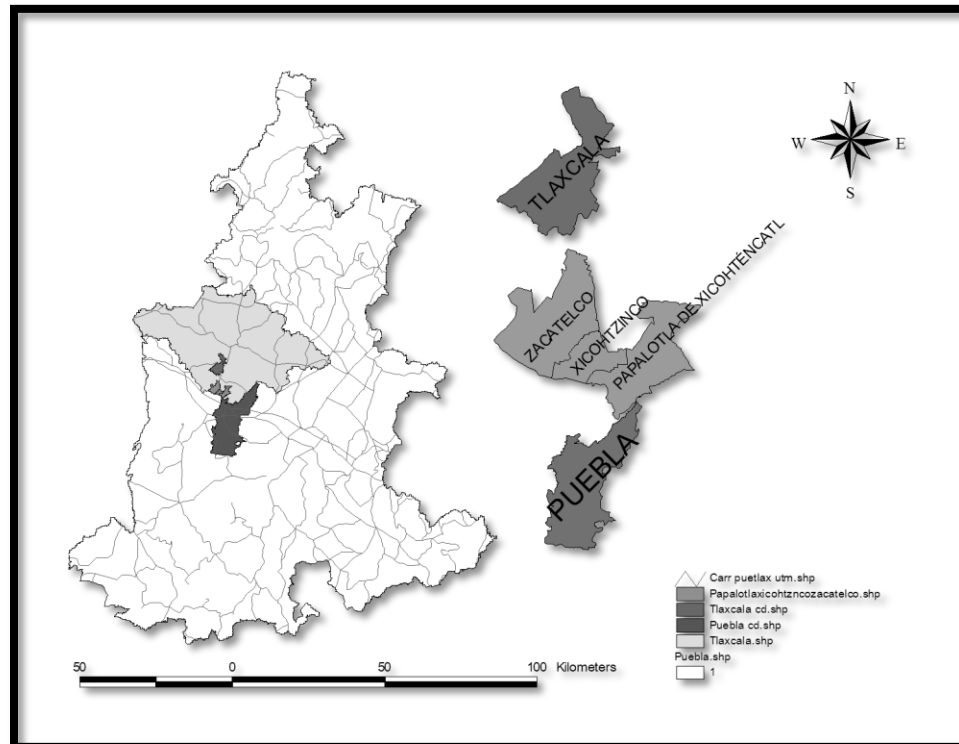 N
W E
S
TLAXCALA
ZACATELCO
XICOHTZINCO
PAPALOTLA DE XICOHTÉNCATL
PUEBLA
Carr puetlax utm.shp
Papalotlaxicohtzncozacatelco.shp
Tlaxcala cd.shp
Puebla cd.shp
Tlaxcala.shp
Puebla.shp
1
50 0 50 100 Kilometers